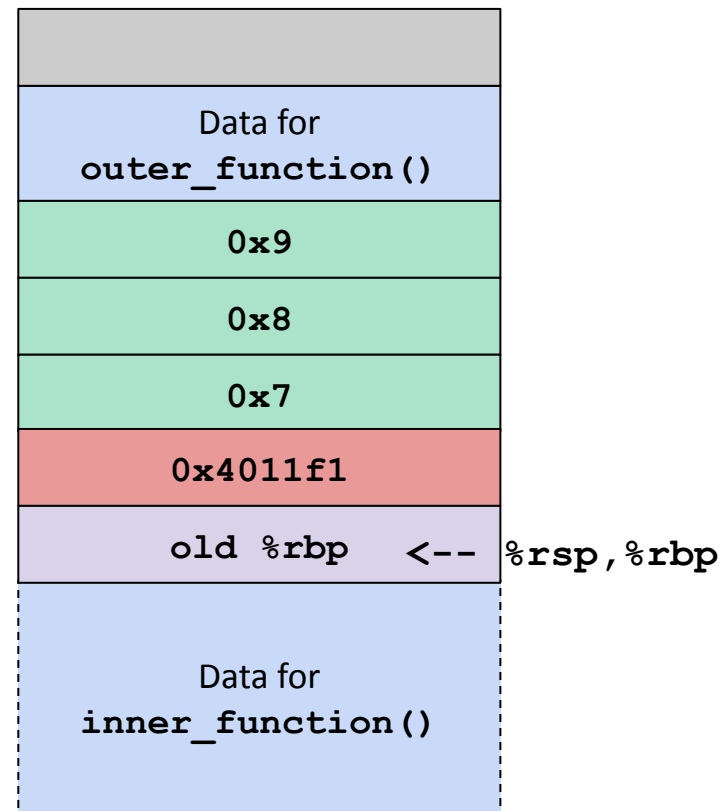 Data for
outer_function()
0x9
0x8
0x7
0x4011f1
old %rbp <-- %rsp,%rbp
Data for
inner_function()